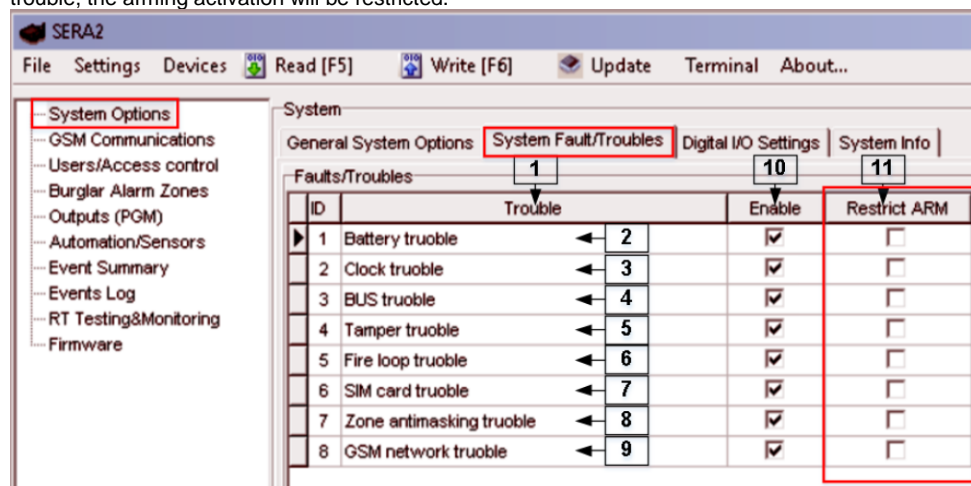 trouble, the arming activation will be restricted.
SERA2
File Settings Devices Read [F5] Write [F6] Update Terminal About...
System Options
GSM Communications
Users/Access control
Burglar Alarm Zones
Outputs (PGM)
Automation/Sensors
Event Summary
Events Log
RT Testing&Monitoring
Firmware
System
General System Options System Fault/Troubles Digital I/O Settings System Info
Faults/Troubles 1 10 11
ID Trouble Enable Restrict ARM
1 Battery truoble 2
2 Clock truoble 3
3 BUS truoble 4
4 Tamper truoble 5
5 Fire loop truoble 6
6 SIM card truoble 7
7 Zone antimasking truoble 8
8 GSM network truoble 9